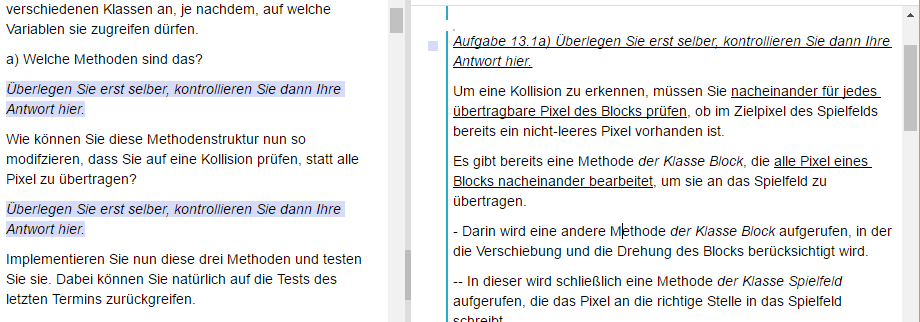 verschiedenen Klassen an, je nachdem, auf welche
Variablen sie zugreifen dürfen.
a) Welche Methoden sind das?
Überlegen Sie erst selber, kontrollieren Sie dann Ihre
Antwort hier.
Wie können Sie diese Methodenstruktur nun so
modifzieren, dass Sie auf eine Kollision prüfen, statt alle
Pixel zu übertragen?
Überlegen Sie erst selber, kontrollieren Sie dann Ihre
Antwort hier.
Implementieren Sie nun diese drei Methoden und testen
Sie sie. Dabei können Sie natürlich auf die Tests des
letzten Termins zurückgreifen.
Aufgabe 13.1a) Überlegen Sie erst selber, kontrollieren Sie dann Ihre
Antwort hier.
Um eine Kollision zu erkennen, müssen Sie nacheinander für jedes
übertragbare Pixel des Blocks prüfen, ob im Zielpixel des Spielfelds
bereits ein nicht-leeres Pixel vorhanden ist.
Es gibt bereits eine Methode der Klasse Block, die alle Pixel eines
Blocks nacheinander bearbeitet, um sie an das Spielfeld zu
übertragen.
- Darin wird eine andere Methode der Klasse Block aufgerufen, in der
die Verschiebung und die Drehung des Blocks berücksichtigt wird.
-- In dieser wird schließlich eine Methode der Klasse Spielfeld
aufgerufen, die das Pixel an die richtige Stelle in das Spielfeld
schreibt.